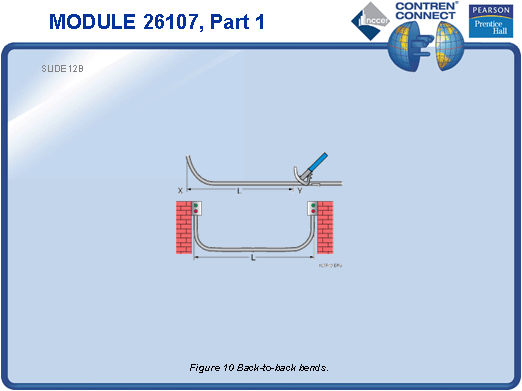 MODULE 26107, Part 1
nccer
CONTREN®
CONNECT
PEARSON
Prentice
Hall
SLIDE 12B
X L Y
L
Figure 10 Back-to-back bends.